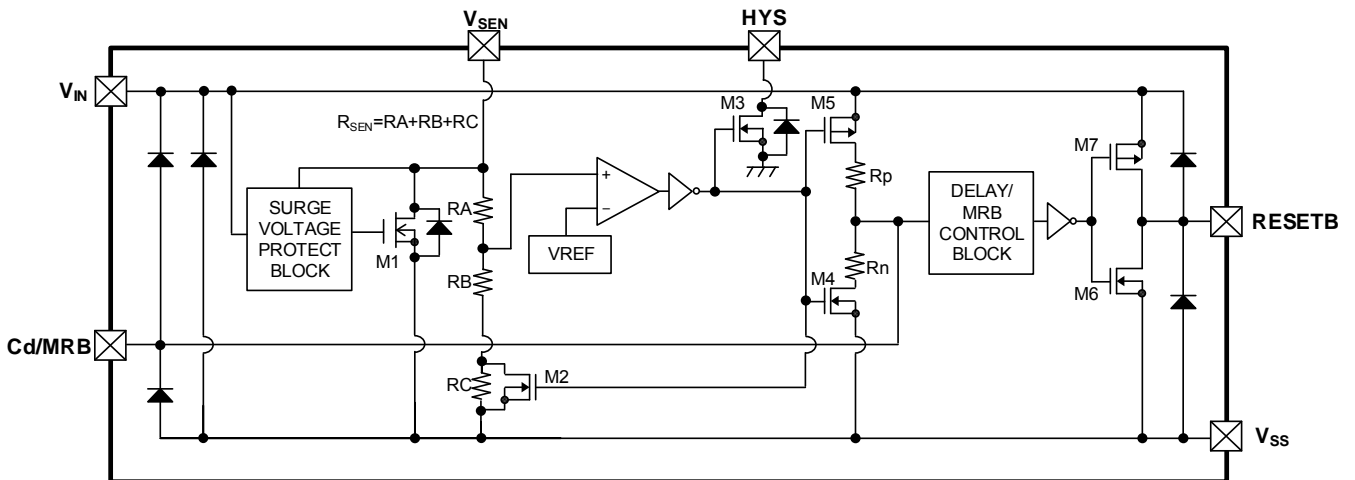 VSEN
HYS
VIN
M3
M5
RSEN=RA+RB+RC
M7
Rp
SURGE
VOLTAGE
PROTECT
BLOCK
M1
RA
+
−
VREF
DELAY/
MRB
CONTROL
BLOCK
RESETB
RB
Rn
M4
M6
Cd/MRB
RC
M2
VSS